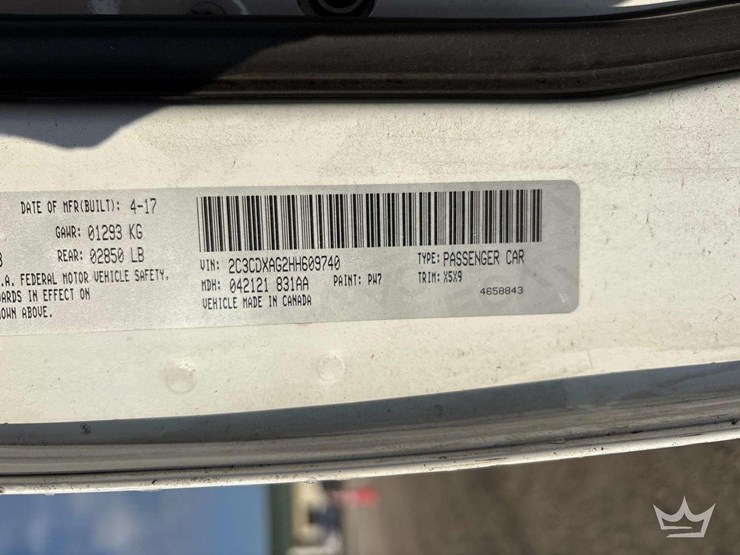 DATE OF MFR(BUILT): 4-17
GAWR: 01293 KG
REAR: 02850 LB
.A. FEDERAL MOTOR VEHICLE SAFETY,
ARDS IN EFFECT ON
OWN ABOVE.
VIN: 2C3CDXAG2HH609740 TYPE: PASSENGER CAR
MDH: 042121 831AA PAINT: PW7 TRIM: X5X9
VEHICLE MADE IN CANADA
4658843